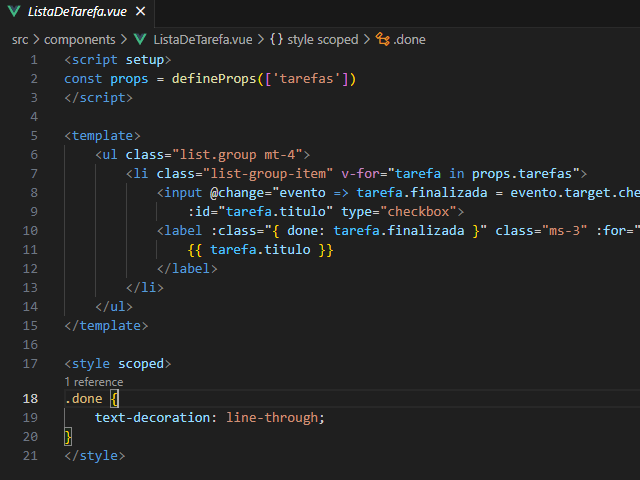 ListaDeTarefa.vue ×
src > components > ListaDeTarefa.vue > {} style scoped > .done
1 <script setup>
2 const props = defineProps(['tarefas'])
3 </script>
4
5 <template>
6 <ul class="list.group mt-4">
7 <li class="list-group-item" v-for="tarefa in props.tarefas">
8 <input @change="evento => tarefa.finalizada = evento.target.che
9 :id="tarefa.titulo" type="checkbox">
10 <label :class="{ done: tarefa.finalizada }" class="ms-3" :for="
11 {{ tarefa.titulo }}
12 </label>
13 </li>
14 </ul>
15 </template>
16
17 <style scoped>
1 reference
18 .done {
19 text-decoration: line-through;
20 }
21 </style>